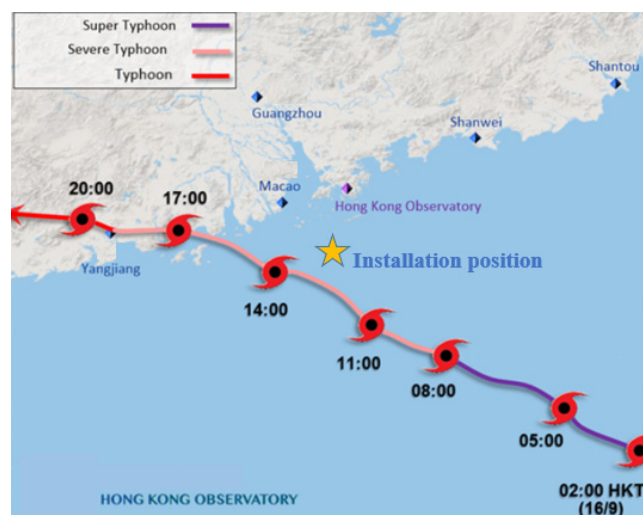 Super Typhoon
Severe Typhoon
Typhoon
Shantou
Guangzhou
Shanwei
Macao
Hong Kong Observatory
20:00
17:00
Yangjiang
Installation position
14:00
11:00
08:00
05:00
02:00 HKT
(16/9)
HONG KONG OBSERVATORY